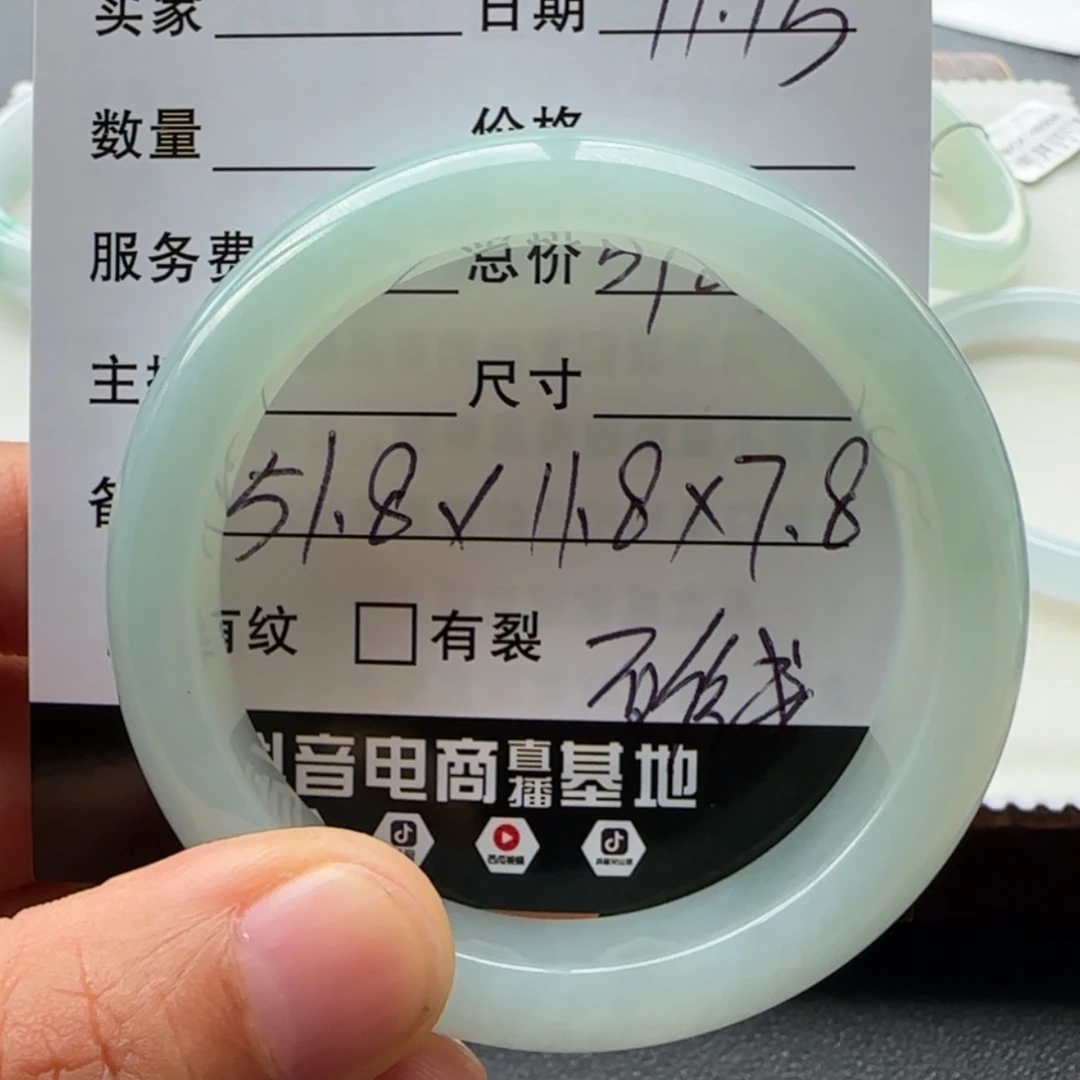 买家 日期 11.15
数量 价格
服务费 总价
主 尺寸
51.8 x 11.8 x 7.8
有纹 □ 有裂
抖音电商直播基地